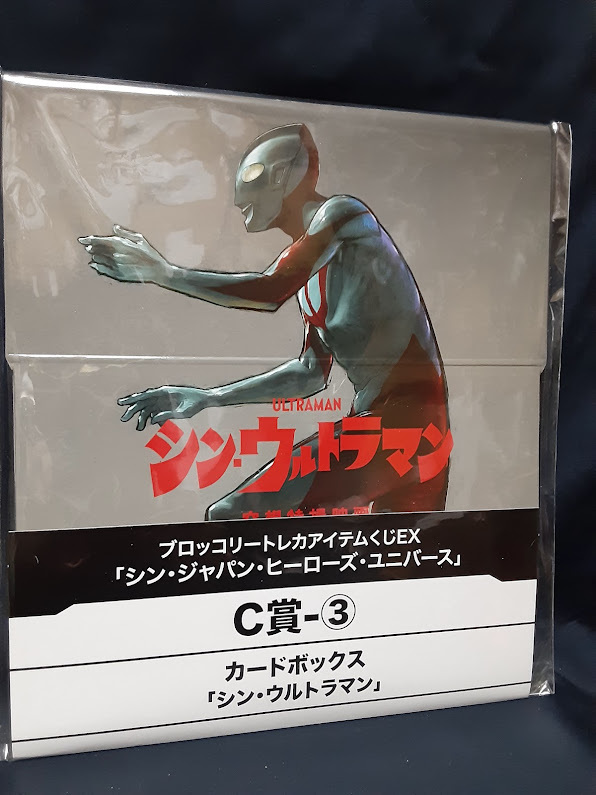 ULTRAMAN
シン・ウルトラマン
ブロッコリートレカアイテムくじEX
「シン・ジャパン・ヒーローズ・ユニバース」
C賞-③
カードボックス
「シン・ウルトラマン」